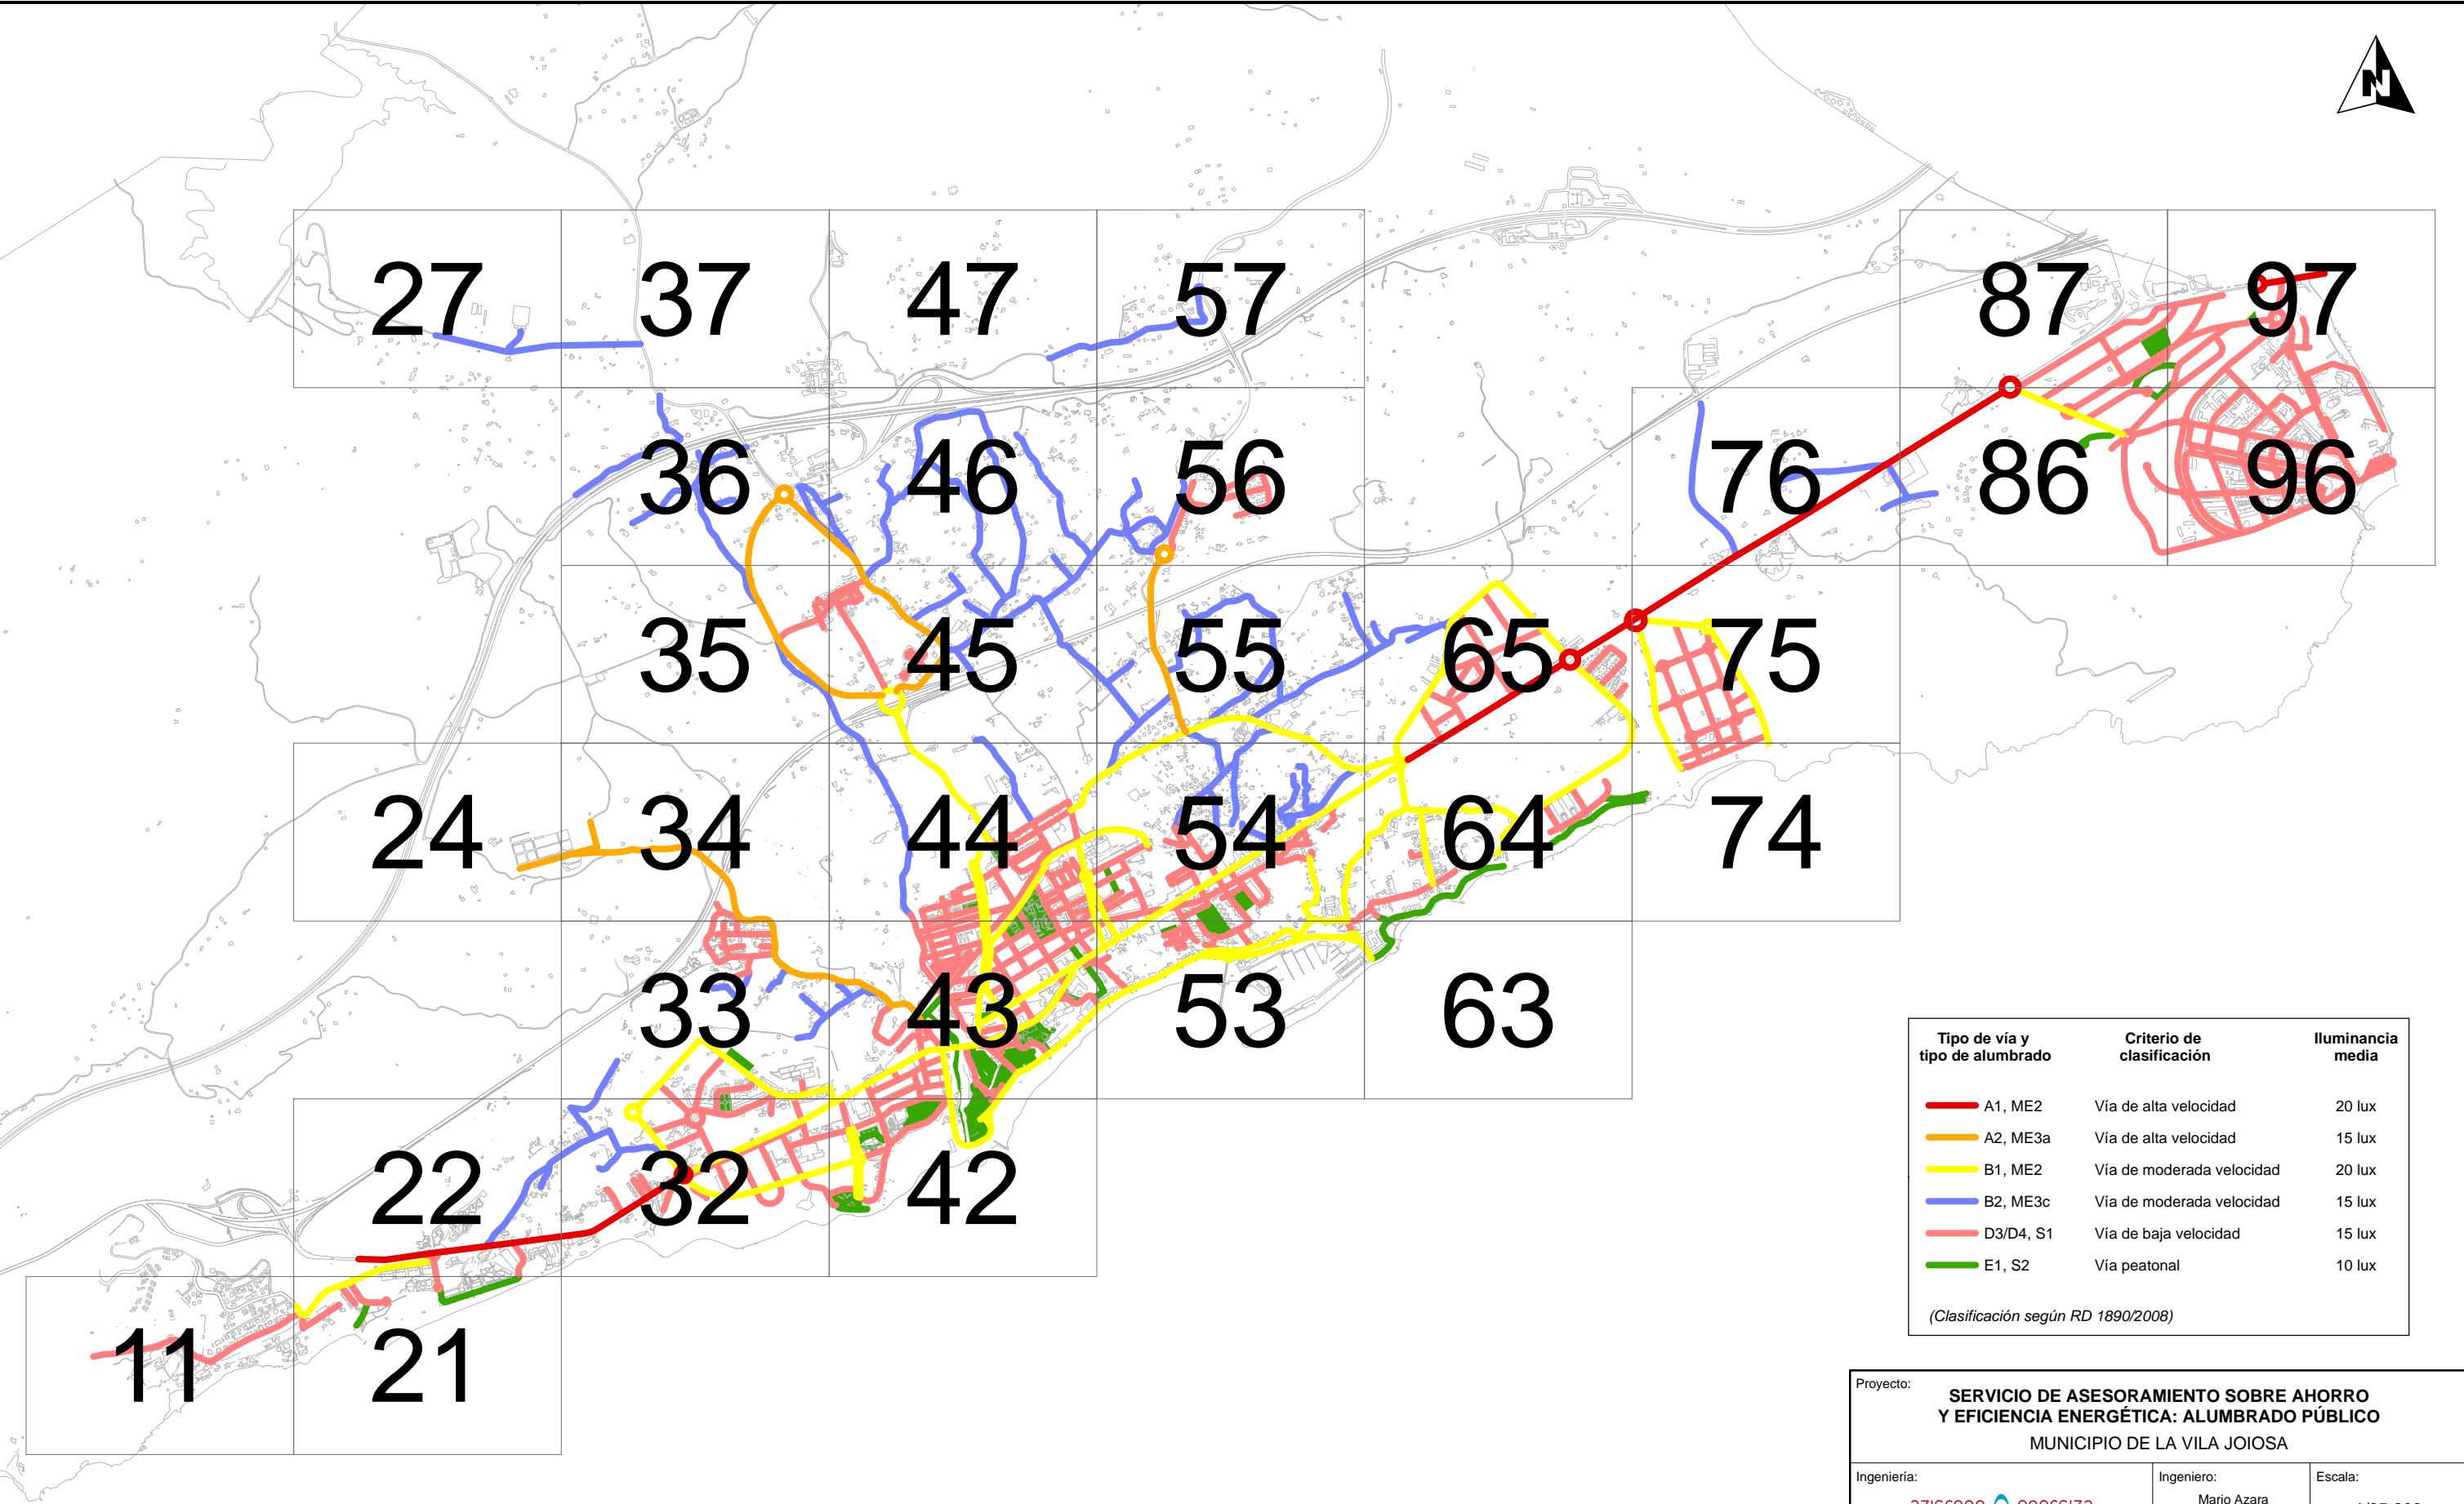 N
27 37 47 57 87 97
36 46 56 76 86 96
35 45 55 65 75
24 34 44 54 64 74
33 43 53 63
22 32 42
11 21
Tipo de vía y tipo de alumbrado
Criterio de clasificación
Iluminancia media
A1, ME2 Vía de alta velocidad 20 lux
A2, ME3a Vía de alta velocidad 15 lux
B1, ME2 Vía de moderada velocidad 20 lux
B2, ME3c Vía de moderada velocidad 15 lux
D3/D4, S1 Vía de baja velocidad 15 lux
E1, S2 Vía peatonal 10 lux
(Clasificación según RD 1890/2008)
Proyecto:
SERVICIO DE ASESORAMIENTO SOBRE AHORRO
Y EFICIENCIA ENERGÉTICA: ALUMBRADO PÚBLICO
MUNICIPIO DE LA VILA JOIOSA
Ingeniería:
Ingeniero:
Mario Azara
Escala: